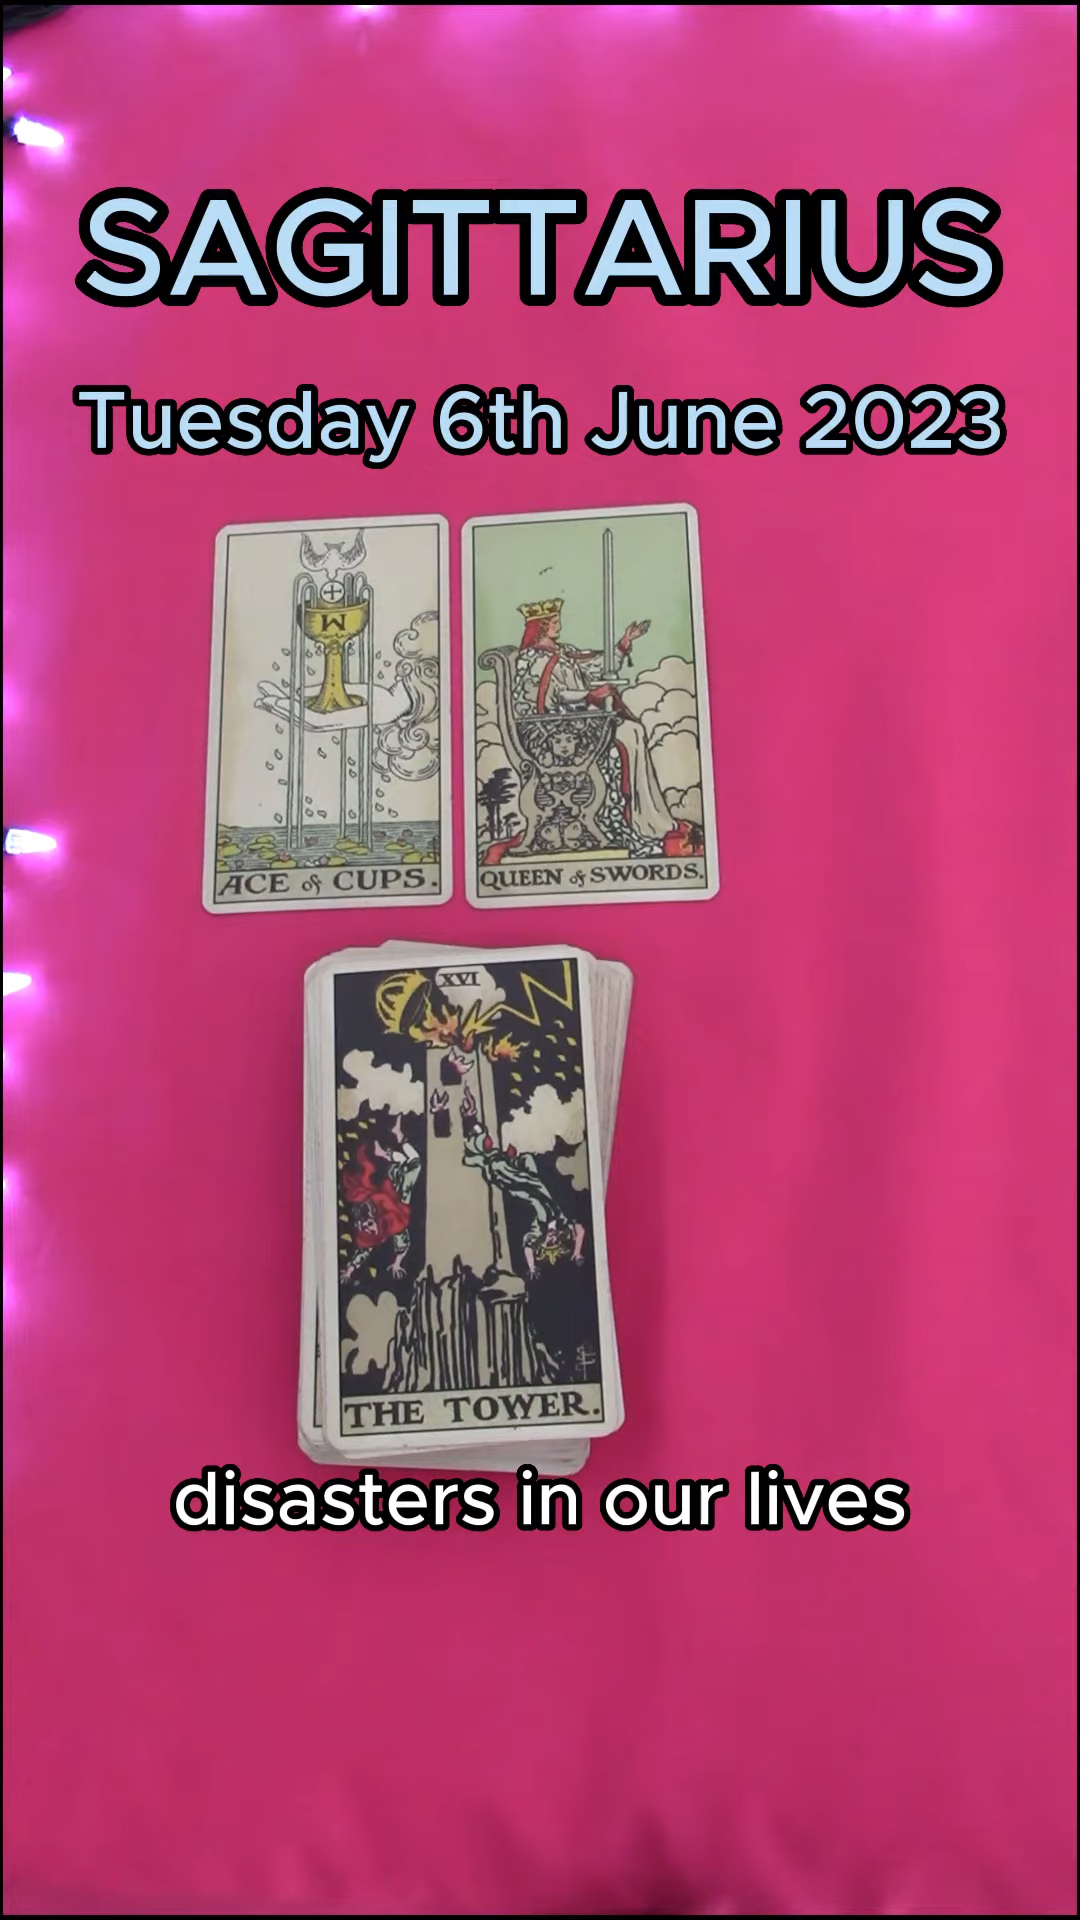 SAGITTARIUS
Tuesday 6th June 2023
ACE of CUPS.
QUEEN of SWORDS.
XVI
THE TOWER.
disasters in our lives